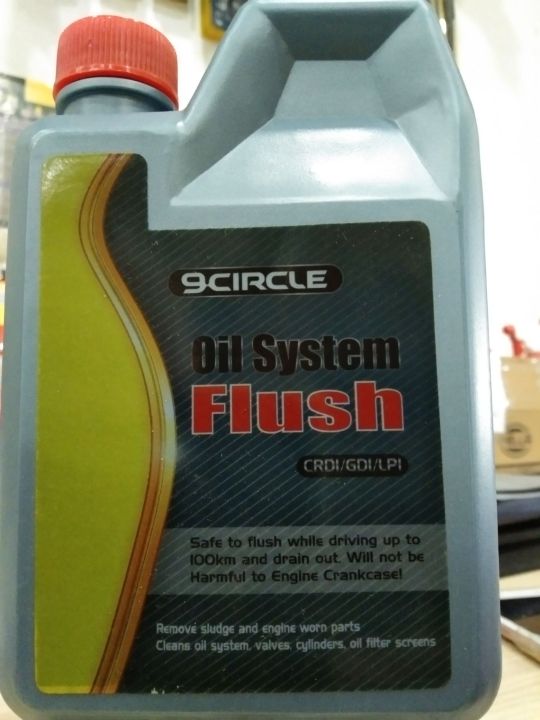 9CIRCLE
Oil System
Flush
CRDI/GDI/LPI
Safe to flush while driving up to
100km and drain out. Will not be
Harmful to Engine Crankcase!
Remove sludge and engine worn parts
Cleans oil system, valves, cylinders, oil filter screens